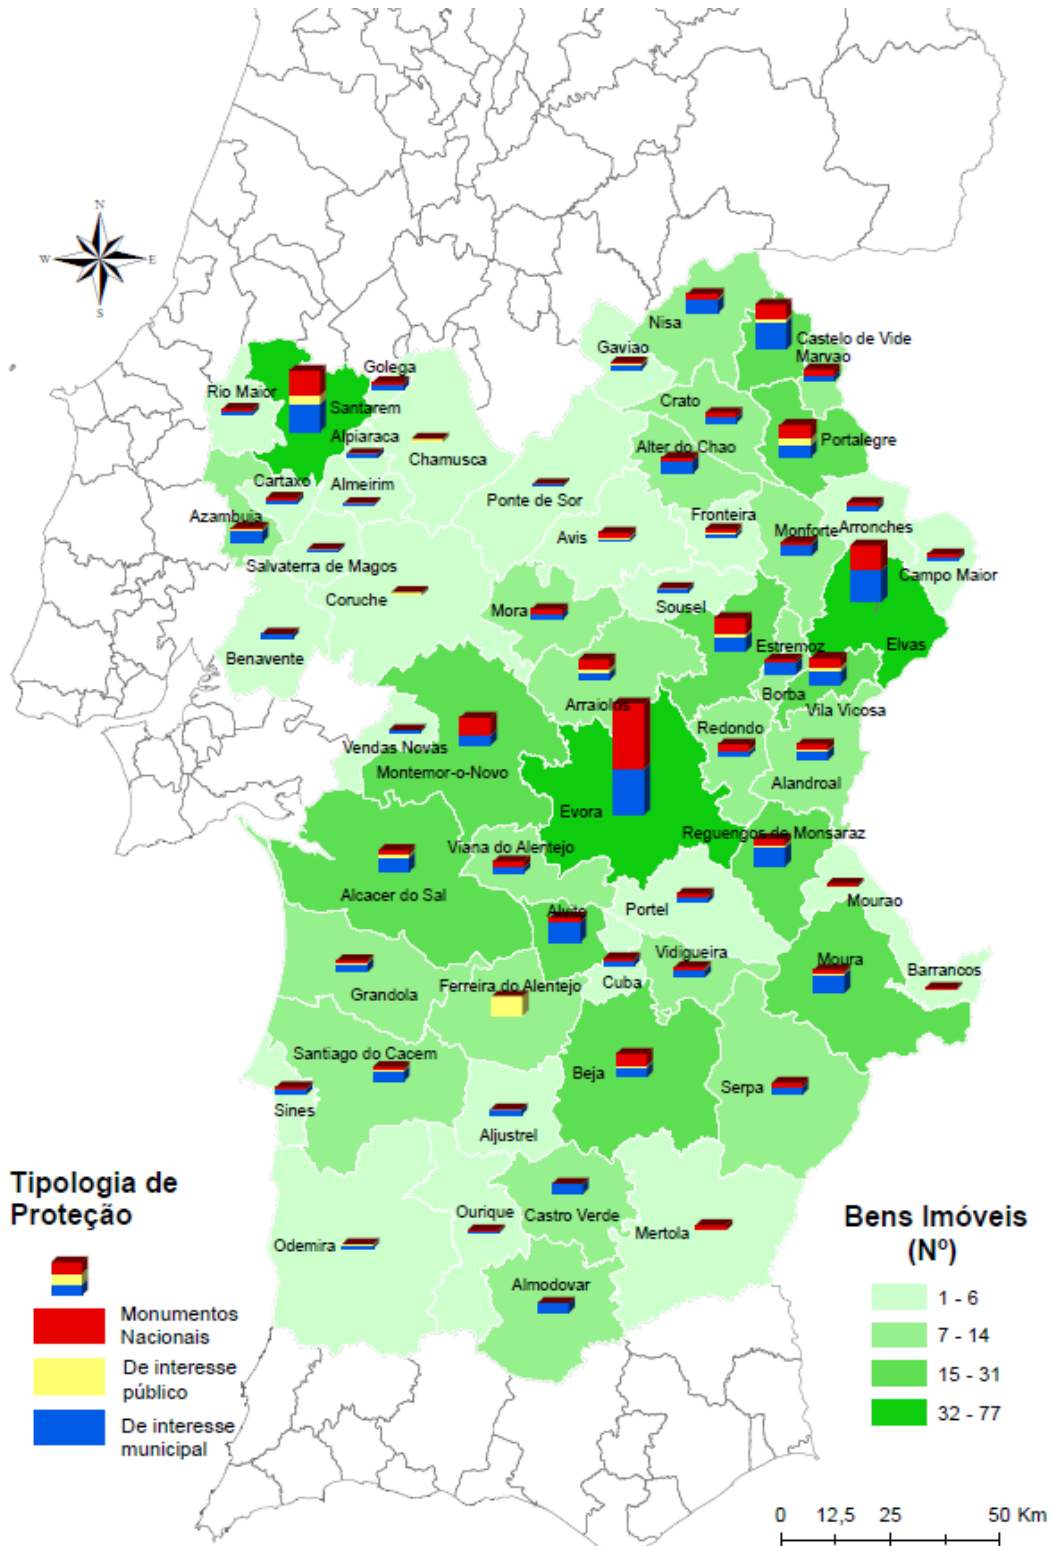 N
W
E
S
Nisa
Castelo de Vide
Marvao
Gaviao
Golega
Rio Maior
Crato
Santarem
Alpiaraca
Portalegre
Alter do Chao
Chamusca
Cartaxo
Almeirim
Ponte de Sor
Azambuja
Fronteira
Arronches
Monforte
Avis
Salvaterra de Magos
Campo Maior
Coruche
Sousel
Mora
Benavente
Estremoz
Elvas
Borba
Arraiolos
Vila Vicosa
Redondo
Vendas Novas
Montemor-o-Novo
Alandroal
Evora
Reguengos de Monsaraz
Viana do Alentejo
Alcacer do Sal
Mourao
Portel
Alvito
Vidigueira
Moura
Barrancos
Cuba
Ferreira do Alentejo
Grandola
Santiago do Cacem
Beja
Serpa
Sines
Aljustrel
Tipologia de
Proteção
Monumentos
Nacionais
De interesse
público
De interesse
municipal
Ourique
Castro Verde
Mertola
Odemira
Almodovar
Bens Imóveis
(Nº)
1 - 6
7 - 14
15 - 31
32 - 77
0 12,5 25 50 Km